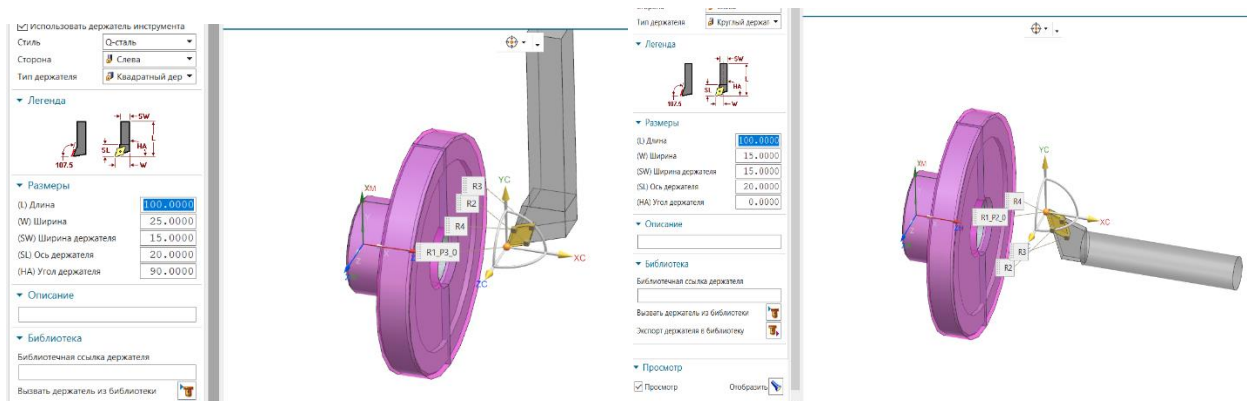 Использовать держатель инструмента
Стиль Q-сталь
Сторона Слева
Тип держателя Квадратный дер
Легенда
SW
L
SL HA
107.5 W
Размеры
(L) Длина 100.0000
(W) Ширина 25.0000
(SW) Ширина держателя 15.0000
(SL) Ось держателя 20.0000
(HA) Угол держателя 90.0000
Описание
Библиотека
Библиотечная ссылка держателя
Вызвать держатель из библиотеки
XM
R3
YC
R2
R4
R1_P3_0
XC
ZC
Тип держателя Круглый держат
Легенда
SW
L
SL HA
107.5 W
Размеры
(L) Длина 100.0000
(W) Ширина 15.0000
(SW) Ширина держателя 15.0000
(SL) Ось держателя 20.0000
(HA) Угол держателя 0.0000
Описание
Библиотека
Библиотечная ссылка держателя
Вызвать держатель из библиотеки
Экспорт держателя в библиотеку
Просмотр
Просмотр Отобразить
XM
YC
R4
R1_P2_0
XC
R3
R2